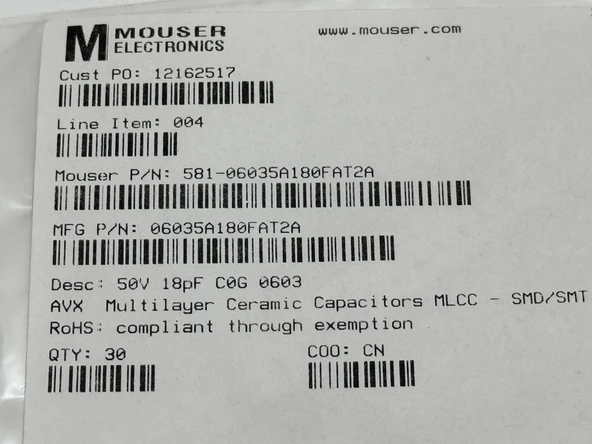 M MOUSER ELECTRONICS www.mouser.com
Cust PO: 12162517
Line Item: 004
Mouser P/N: 581-06035A180FAT2A
MFG P/N: 06035A180FAT2A
Desc: 50V 18pF C0G 0603
AVX Multilayer Ceramic Capacitors MLCC - SMD/SMT
RoHS: compliant through exemption
QTY: 30 COO: CN